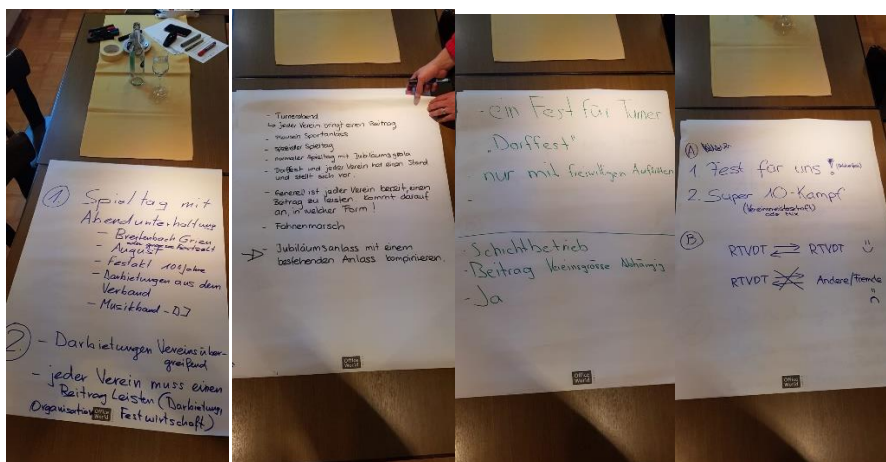 ① Spieltag mit
Abendunterhaltung
- Breitenbach Grien
August
- Festakt 100 Jahre
- Darbietungen aus dem
Verband
- Musikband - DJ
2. - Darbietungen Vereinsüber-
greifend
- jeder Verein muss einen
Beitrag Leisten (Darbietung,
Organisation, Festwirtschaft)
Office
World
- Turnerabend
↳ jeder Verein bringt einen Beitrag
- Sportanlass
- spezieller Spieltag
- normaler Spieltag mit Jubiläumsgala
- Dorffest und jeder Verein hat einen Stand
und stellt sich vor.
- Generell ist jeder Verein bereit, einen
Beitrag zu leisten kommt darauf
an, in welcher Form!
- Fahnenmarsch
- Jubiläumsanlass mit einem
bestehenden Anlass kombinieren.
Office
World
- ein Fest für Turner
"Dorffest"
nur mit freiwilligen Auftritten
-
- Schichtbetrieb
- Beitrag Vereinsgrösse Abhängig
- Ja
Office
World
Ⓐ
1. Fest für uns!
2. Super 10-Kampf
Ⓑ
RTVDT ⇄ RTVDT
RTVDT Andere/Fremde
Office
World